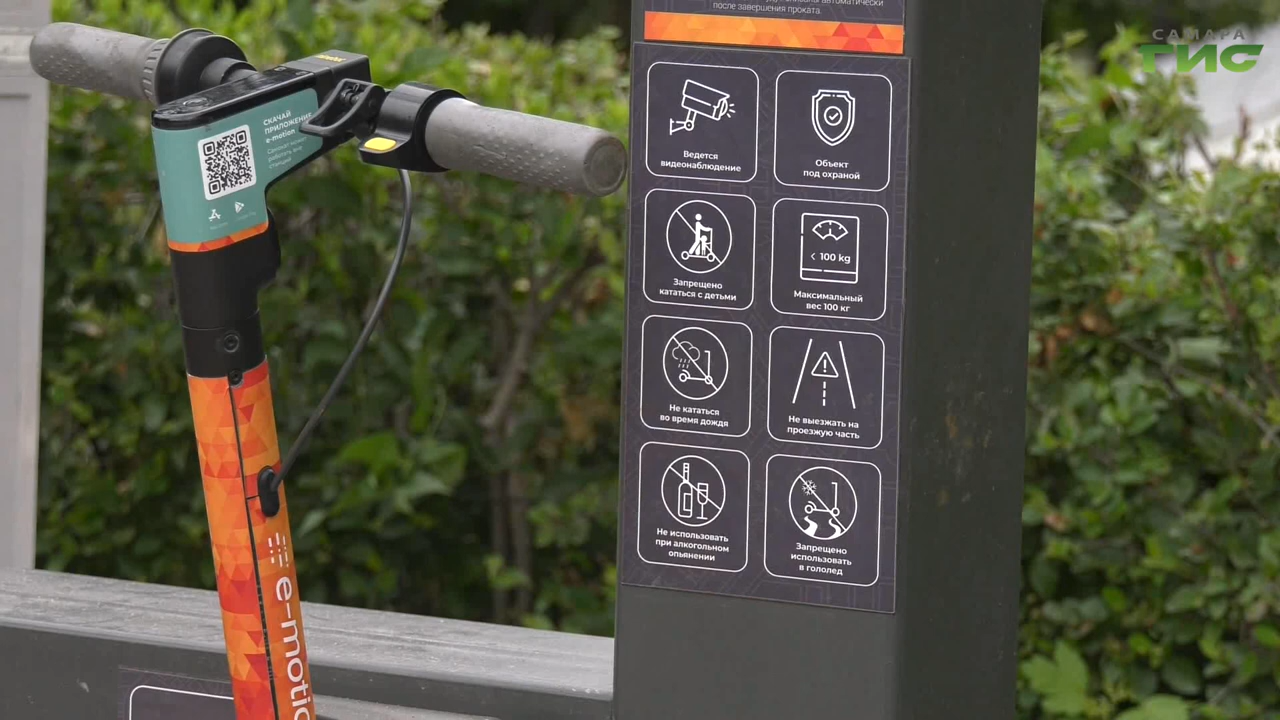 после завершения проката.
САМАРА
ГИС
СКАЧАЙ
ПРИЛОЖЕНИЕ
e-motion
Ведется
видеонаблюдение
Объект
под охраной
Запрещено
кататься с детьми
< 100 kg
Максимальный
вес 100 кг
Не кататься
во время дождя
Не выезжать на
проезжую часть
Не использовать
при алкогольном
опьянении
Запрещено
использовать
в гололед
e-motio